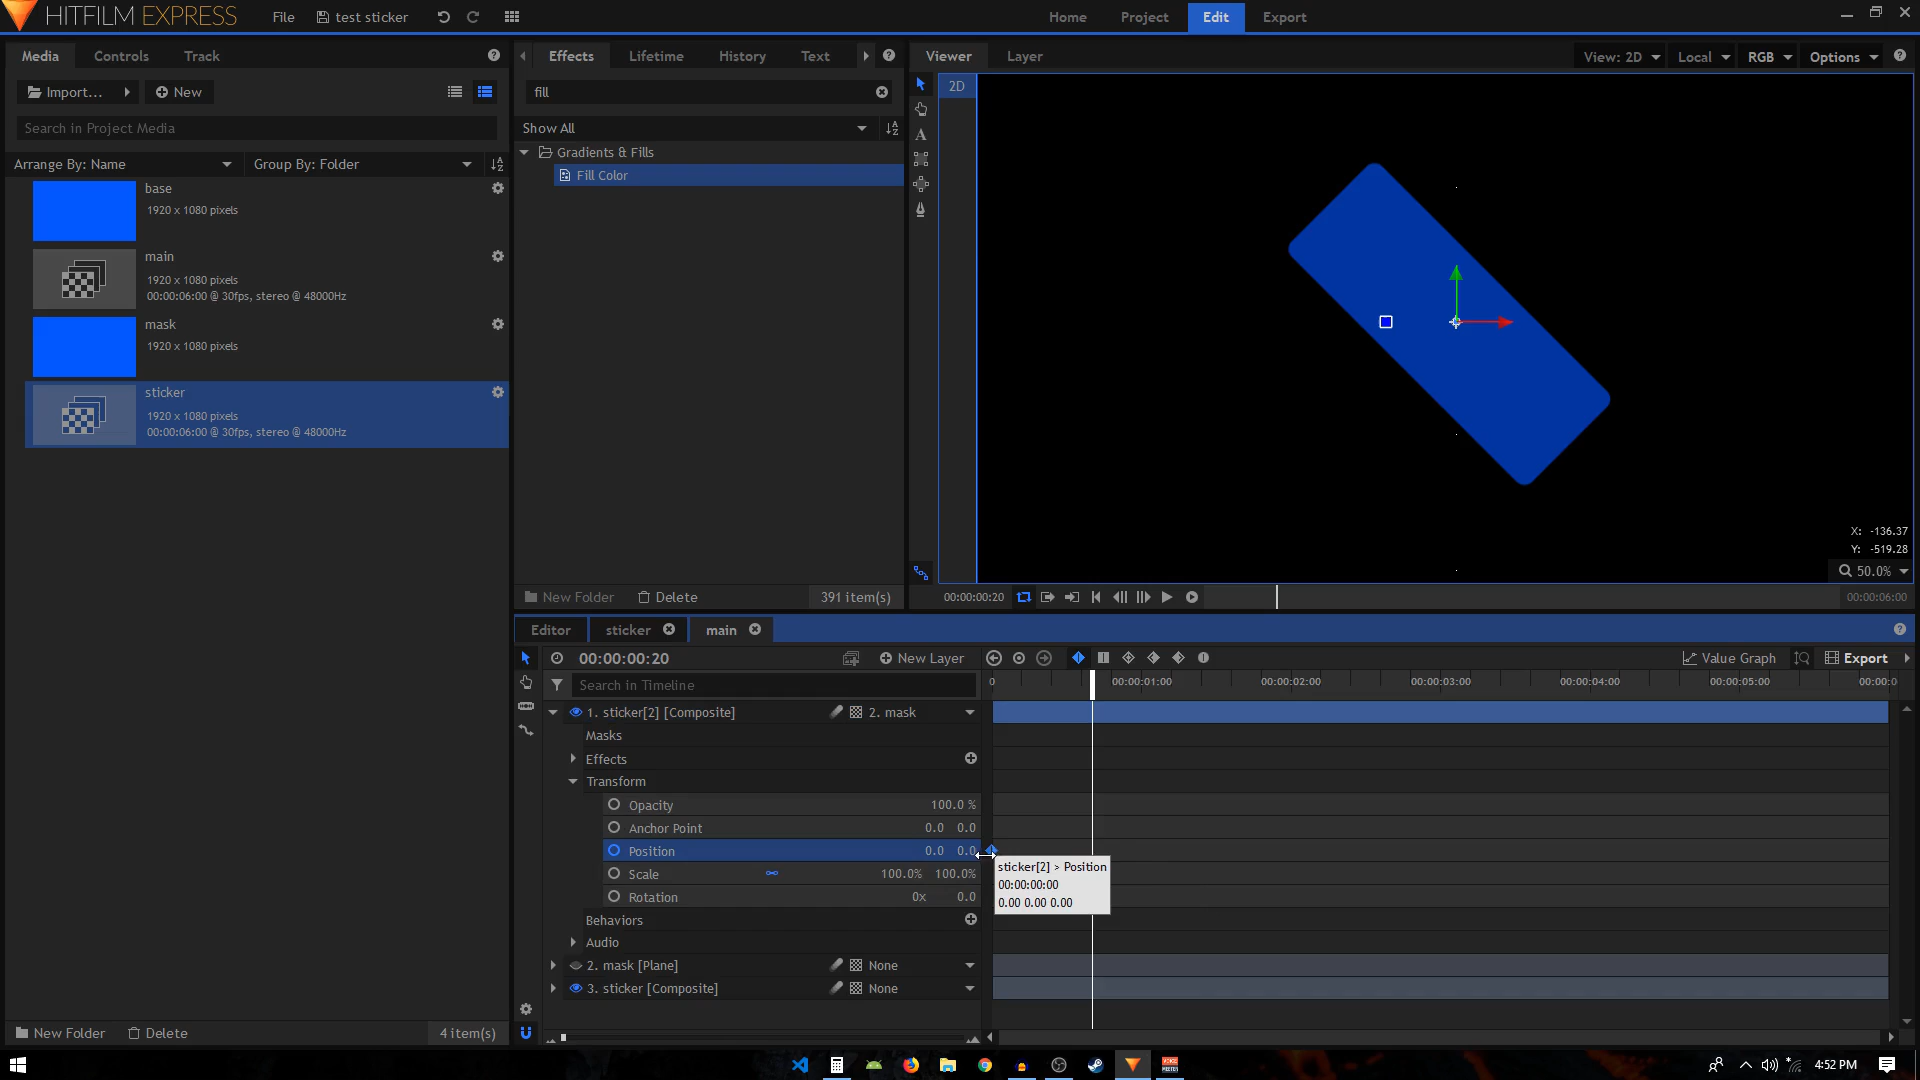 HITFILM EXPRESS
File
test sticker
Home
Project
Edit
Export
Media
Controls
Track
Effects
Lifetime
History
Text
Viewer
Layer
View: 2D
Local
RGB
Options
Import...
New
fill
2D
Search in Project Media
Show All
Arrange By: Name
Group By: Folder
Gradients & Fills
Fill Color
base
1920 x 1080 pixels
main
1920 x 1080 pixels
00:00:06:00 @ 30fps, stereo @ 48000Hz
mask
1920 x 1080 pixels
sticker
1920 x 1080 pixels
00:00:06:00 @ 30fps, stereo @ 48000Hz
X: -136.37
Y: -519.28
50.0%
New Folder
Delete
391 item(s)
00:00:00:20
00:00:06:00
Editor
sticker
main
00:00:00:20
New Layer
Value Graph
Export
Search in Timeline
0
00:00:01:00
00:00:02:00
00:00:03:00
00:00:04:00
00:00:05:00
00:00:0
1. sticker[2] [Composite]
2. mask
Masks
Effects
Transform
Opacity
100.0 %
Anchor Point
0.0 0.0
Position
0.0 0.0
Scale
100.0% 100.0%
Rotation
0x 0.0
sticker[2] > Position
00:00:00:00
0.00 0.00 0.00
Behaviors
Audio
2. mask [Plane]
None
3. sticker [Composite]
None
New Folder
Delete
4 item(s)
4:52 PM